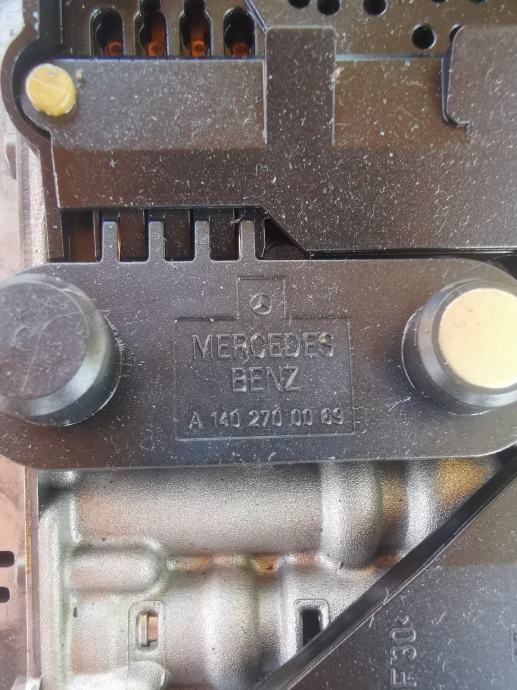 MERCEDES
BENZ
A 140 270 00 69
F 30<